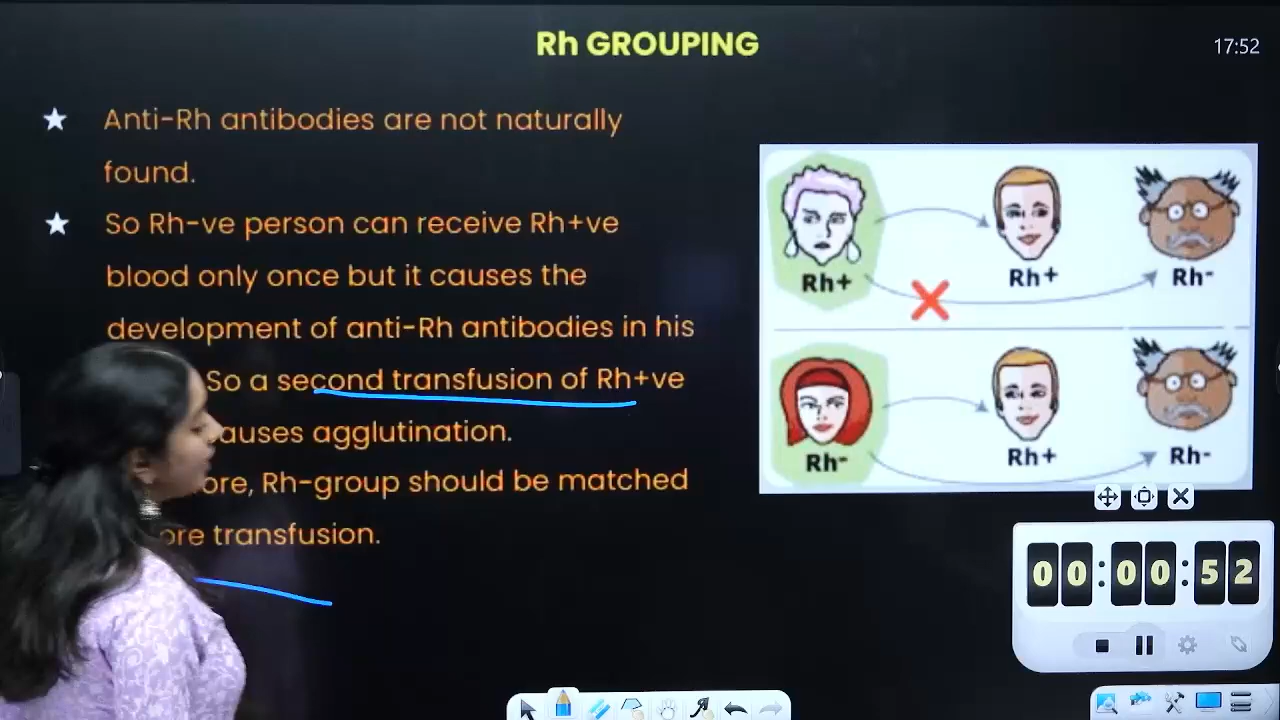 Rh GROUPING
17:52
★ Anti-Rh antibodies are not naturally
found.
★ So Rh-ve person can receive Rh+ve
blood only once but it causes the
development of anti-Rh antibodies in his
So a second transfusion of Rh+ve
auses agglutination.
ore, Rh-group should be matched
ore transfusion.
Rh+ Rh+ Rh-
Rh- Rh+ Rh-
00:00:52